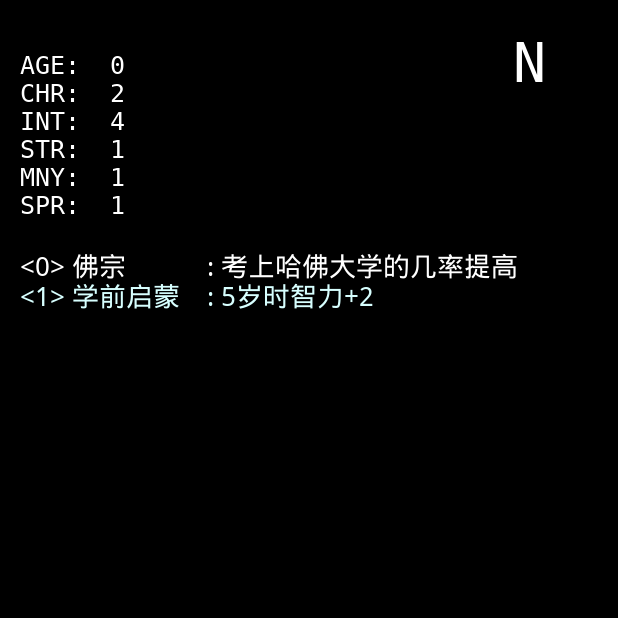 N
AGE: 0
CHR: 2
INT: 4
STR: 1
MNY: 1
SPR: 1
<0> 佛宗 : 考上哈佛大学的几率提高
<1> 学前启蒙 : 5岁时智力+2